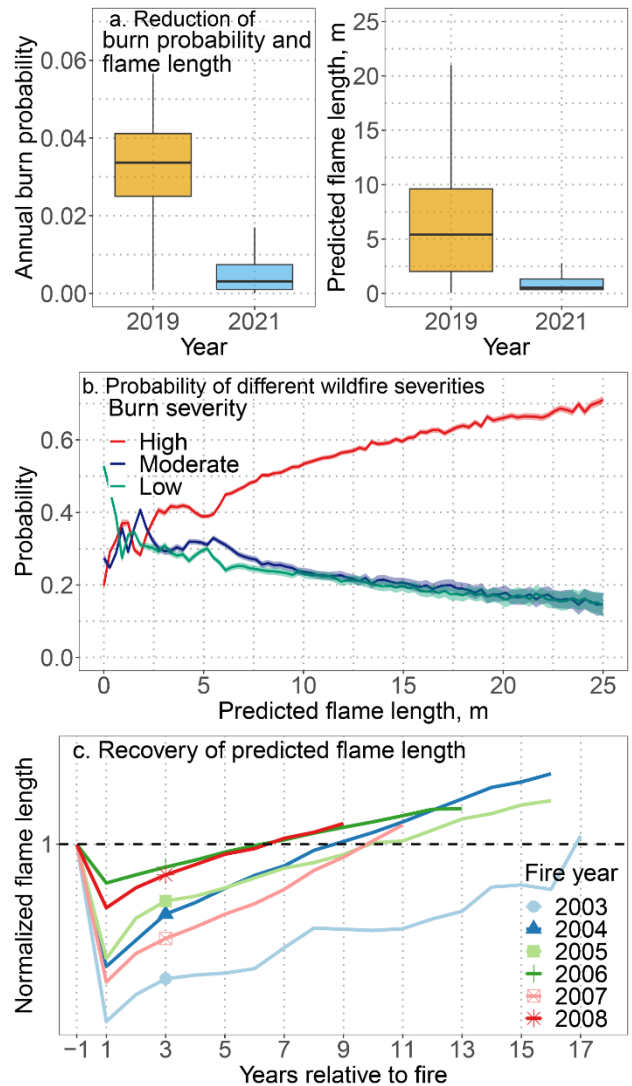 a. Reduction of
burn probability and
flame length
Annual burn probability
0.06
0.04
0.02
0.00
2019 2021
Year
Predicted flame length, m
25
20
15
10
5
0
2019 2021
Year
b. Probability of different wildfire severities
Burn severity
High
Moderate
Low
Probability
0.6
0.4
0.2
0.0
0 5 10 15 20 25
Predicted flame length, m
c. Recovery of predicted flame length
Normalized flame length
1
Fire year
2003
2004
2005
2006
2007
2008
−1 1 3 5 7 9 11 13 15 17
Years relative to fire